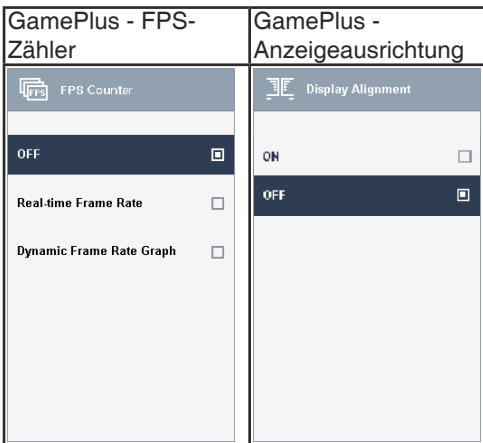 GamePlus - FPS-
Zähler
GamePlus -
Anzeigeausrichtung
FPS
FPS Counter
OFF
Real-time Frame Rate
Dynamic Frame Rate Graph
Display Alignment
ON
OFF